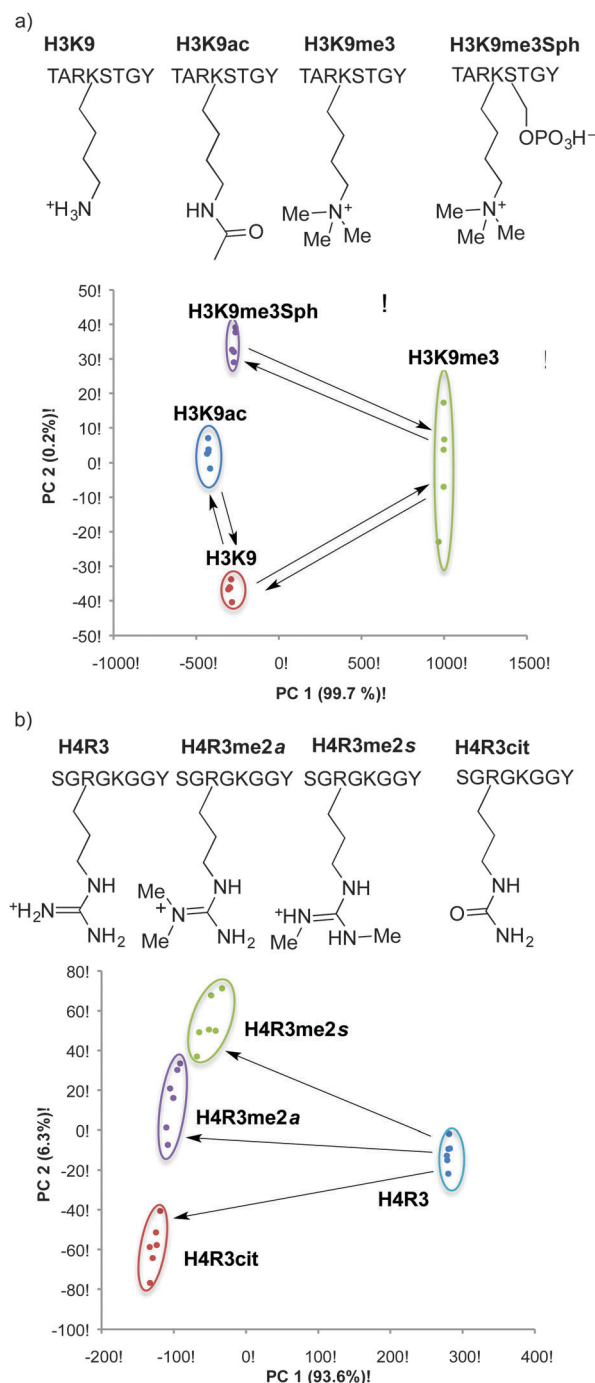 a)
H3K9 H3K9ac H3K9me3 H3K9me3Sph
TARKSTGY TARKSTGY TARKSTGY TARKSTGY
OPO₃H⁻
⁺H₃N HN O Me N⁺ Me Me Me N⁺ Me Me
50!
40!
30!
20!
10!
0!
-10!
-20!
-30!
-40!
-50!
PC 2 (0.2%)!
H3K9me3Sph !
H3K9me3 !
H3K9ac
H3K9
-1000! -500! 0! 500! 1000! 1500!
PC 1 (99.7 %)!
b)
H4R3 H4R3me2a H4R3me2s H4R3cit
SGRGKGGY SGRGKGGY SGRGKGGY SGRGKGGY
NH Me NH NH NH
⁺H₂N NH₂ + N Me NH₂ + HN Me HN Me O NH₂
80!
60!
40!
20!
0!
-20!
-40!
-60!
-80!
-100!
PC 2 (6.3%)!
H4R3me2s
H4R3me2a
H4R3
H4R3cit
-200! -100! 0! 100! 200! 300! 400!
PC 1 (93.6%)!